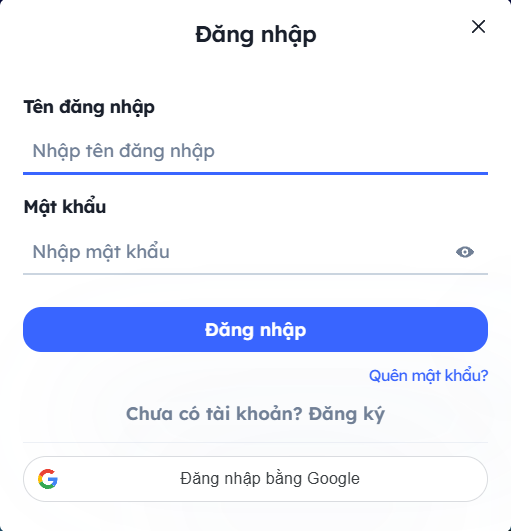 Đăng nhập
Tên đăng nhập
Nhập tên đăng nhập
Mật khẩu
Nhập mật khẩu
Đăng nhập
Quên mật khẩu?
Chưa có tài khoản? Đăng ký
Đăng nhập bằng Google